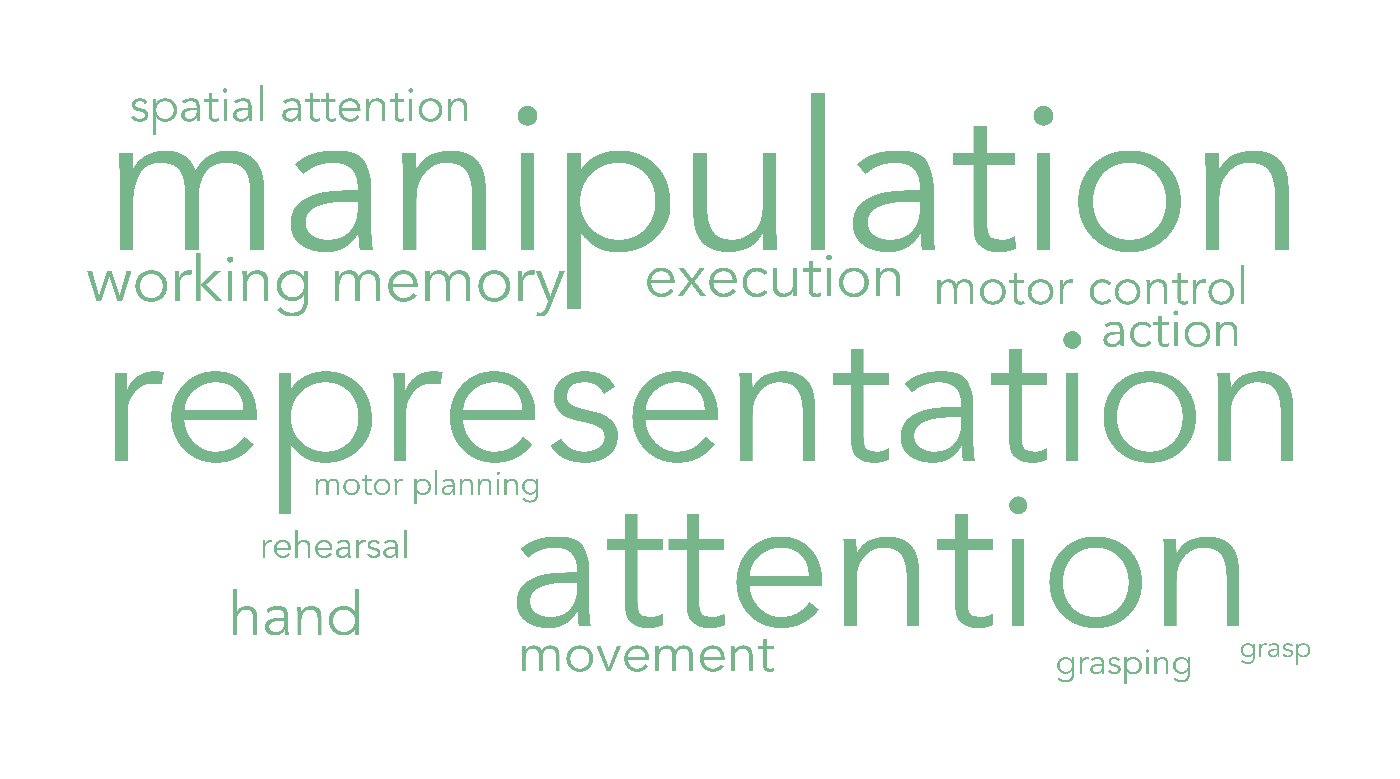 spatial attention
manipulation
working memory
execution
motor control
action
representation
motor planning
attention
rehearsal
hand
movement
grasping
grasp